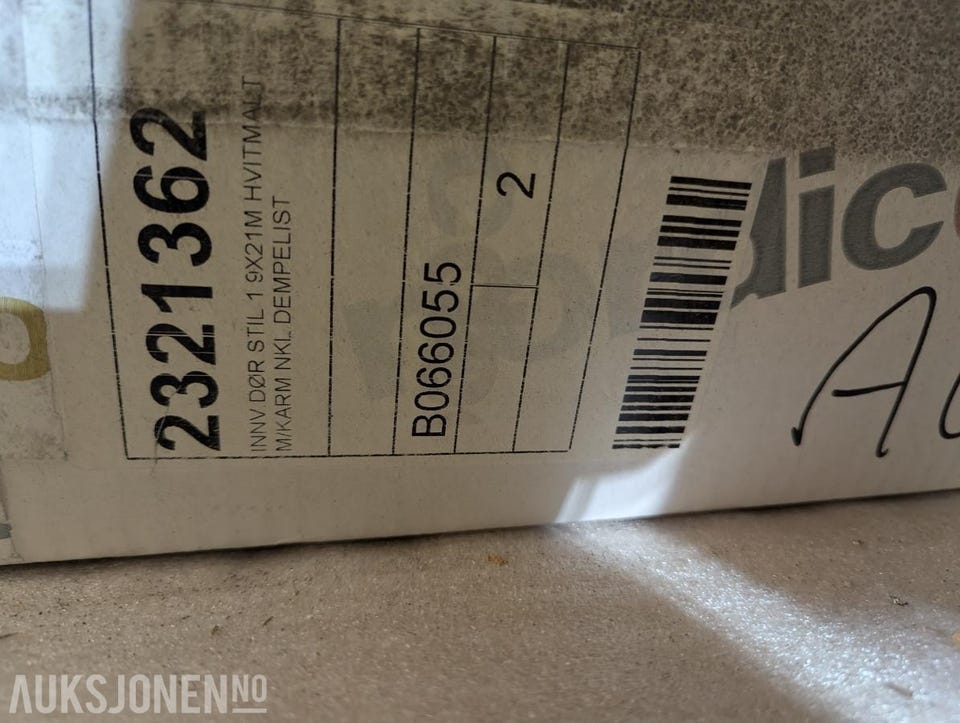 2321362
INNV DØR STIL 1 9X21M HVITMALT
M/KARM NKL. DEMPELIST
B066055
2
AUKSJONEN.NO